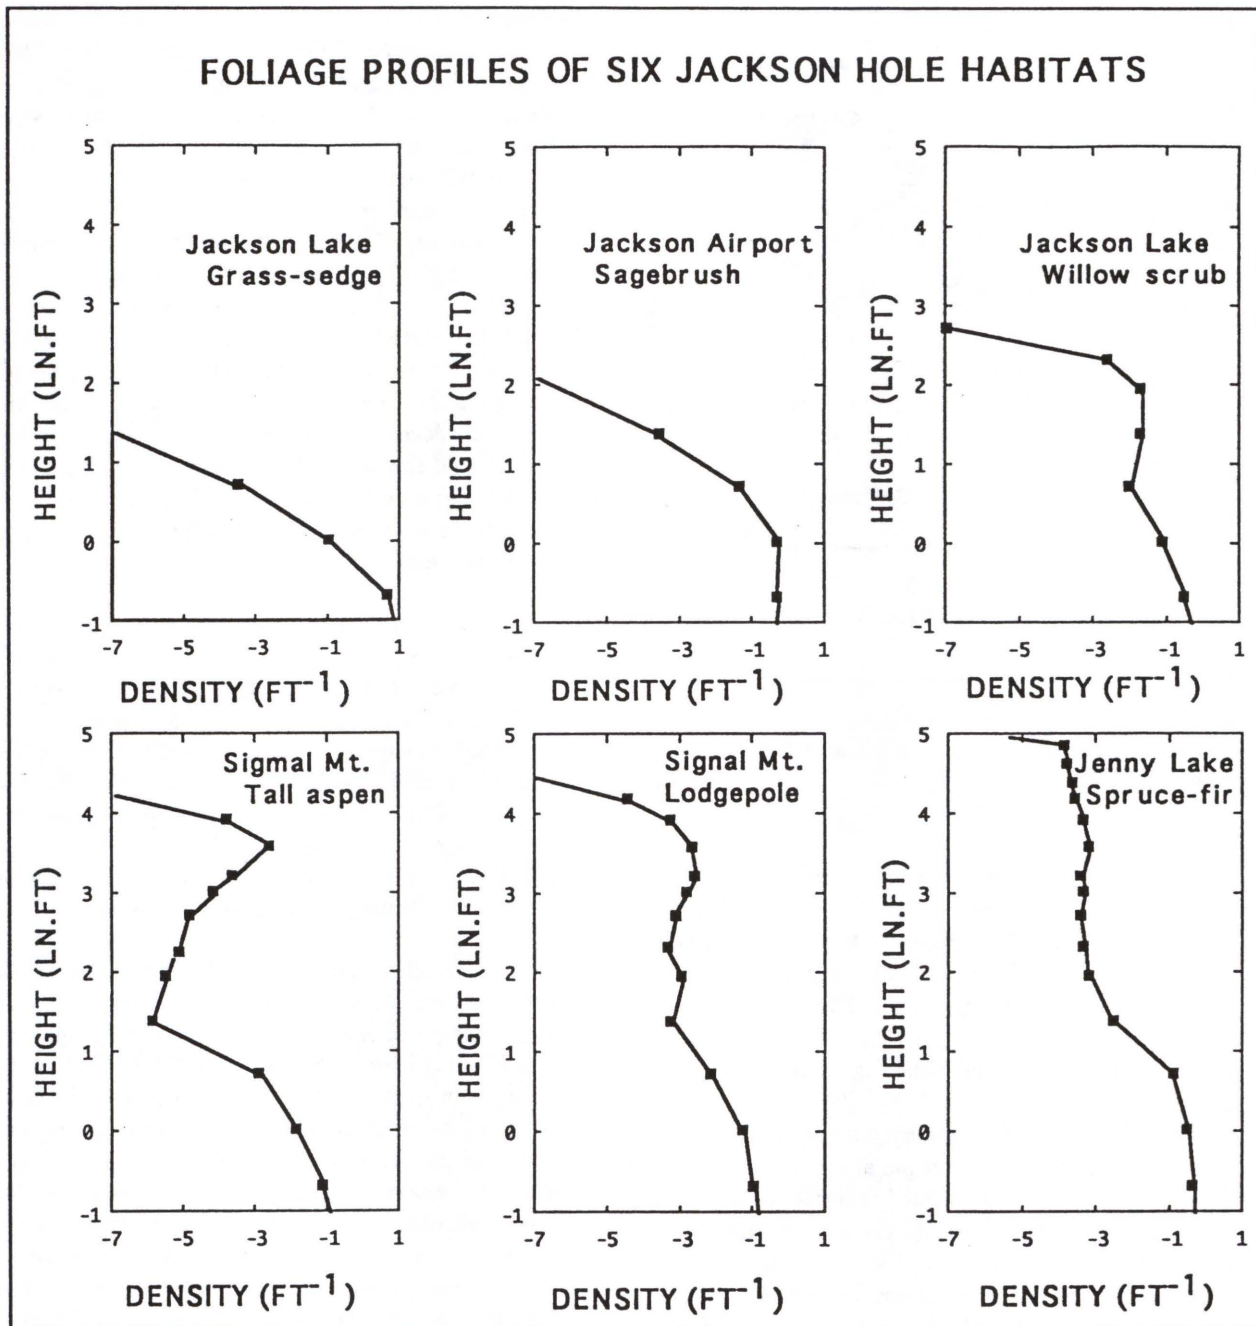 FOLIAGE PROFILES OF SIX JACKSON HOLE HABITATS
5
4
3
2
1
0
-1
-7
-5
-3
-1
1
HEIGHT (LN.FT)
DENSITY (FT⁻¹)
Jackson Lake
Grass-sedge
5
4
3
2
1
0
-1
-7
-5
-3
-1
1
HEIGHT (LN.FT)
DENSITY (FT⁻¹)
Jackson Airport
Sagebrush
5
4
3
2
1
0
-1
-7
-5
-3
-1
1
HEIGHT (LN.FT)
DENSITY (FT⁻¹)
Jackson Lake
Willow scrub
5
4
3
2
1
0
-1
-7
-5
-3
-1
1
HEIGHT (LN.FT)
DENSITY (FT⁻¹)
Sigmal Mt.
Tall aspen
5
4
3
2
1
0
-1
-7
-5
-3
-1
1
HEIGHT (LN.FT)
DENSITY (FT⁻¹)
Signal Mt.
Lodgepole
5
4
3
2
1
0
-1
-7
-5
-3
-1
1
HEIGHT (LN.FT)
DENSITY (FT⁻¹)
Jenny Lake
Spruce-fir